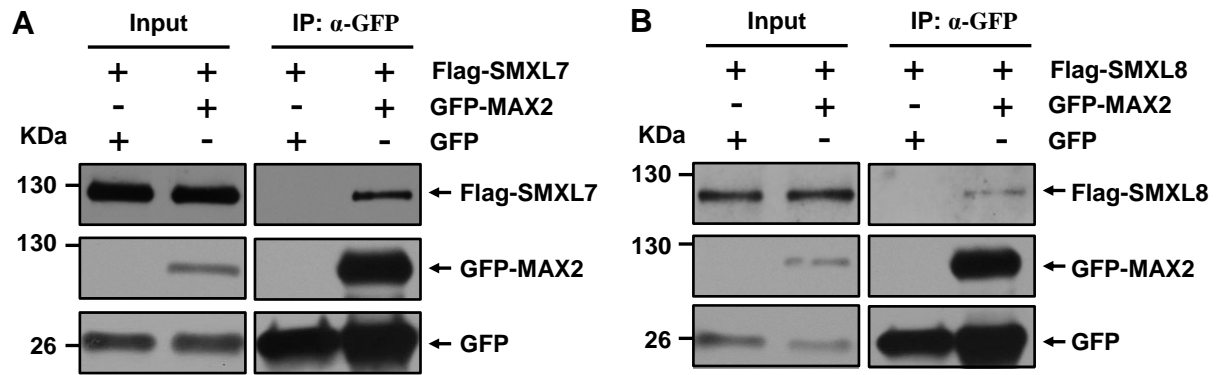 A
Input
IP: α-GFP
+ + + + Flag-SMXL7
- + - + GFP-MAX2
KDa
+ - + - GFP
130
Flag-SMXL7
130
GFP-MAX2
26
GFP
B
Input
IP: α-GFP
+ + + + Flag-SMXL8
- + - + GFP-MAX2
KDa
+ - + - GFP
130
Flag-SMXL8
130
GFP-MAX2
26
GFP